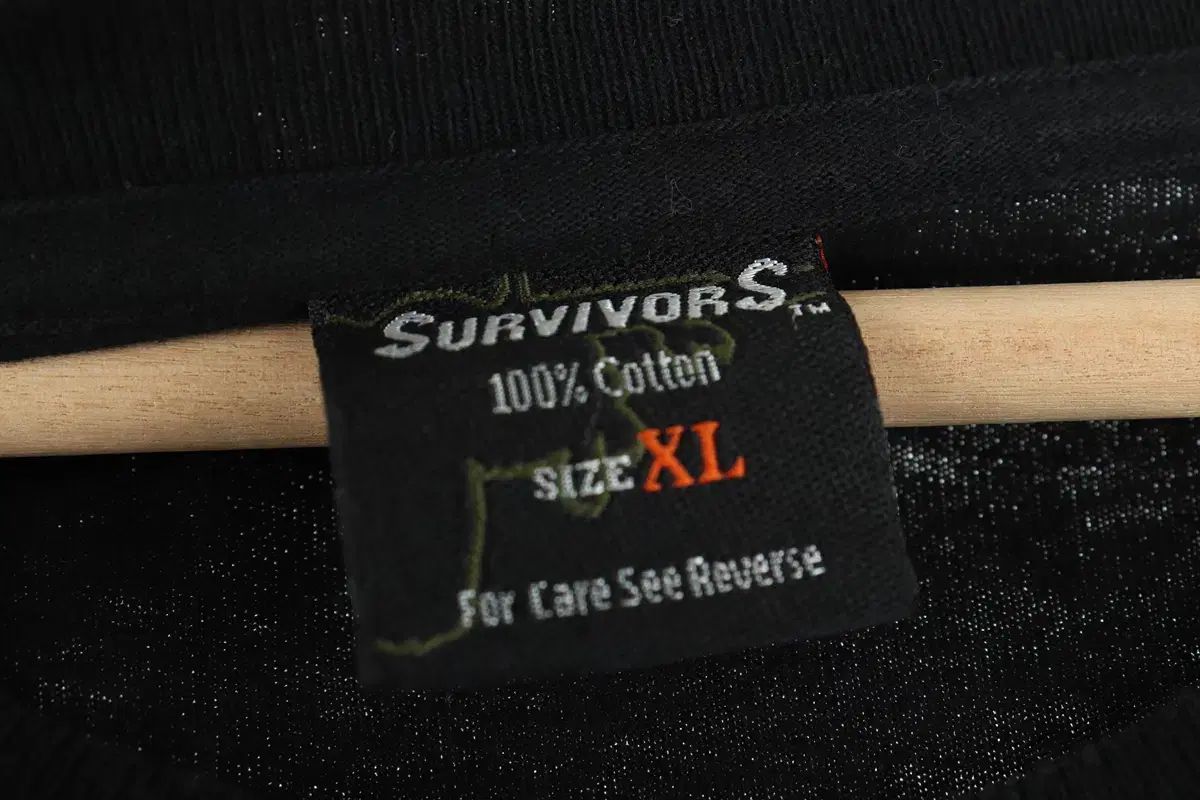 SURVIVORS™
100% Cotton
SIZE XL
For Care See Reverse